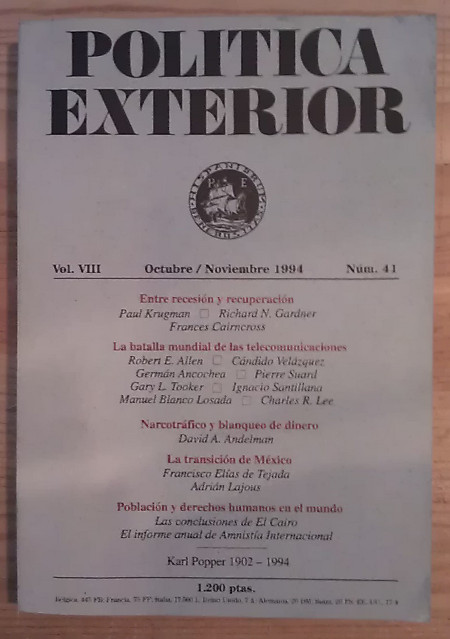 POLITICA
EXTERIOR
Vol. VIII Octubre / Noviembre 1994 Núm. 41
Entre recesión y recuperación
Paul Krugman □ Richard N. Gardner
Frances Cairncross
La batalla mundial de las telecomunicaciones
Robert E. Allen □ Cándido Velázquez
Germán Ancochea □ Pierre Suard
Gary L. Tooker □ Ignacio Santillana
Manuel Blanco Losada □ Charles R. Lee
Narcotráfico y blanqueo de dinero
David A. Andelman
La transición de México
Francisco Elías de Tejada
Adrián Lajous
Población y derechos humanos en el mundo
Las conclusiones de El Cairo
El informe anual de Amnistía Internacional
Karl Popper 1902 – 1994
1.200 ptas.